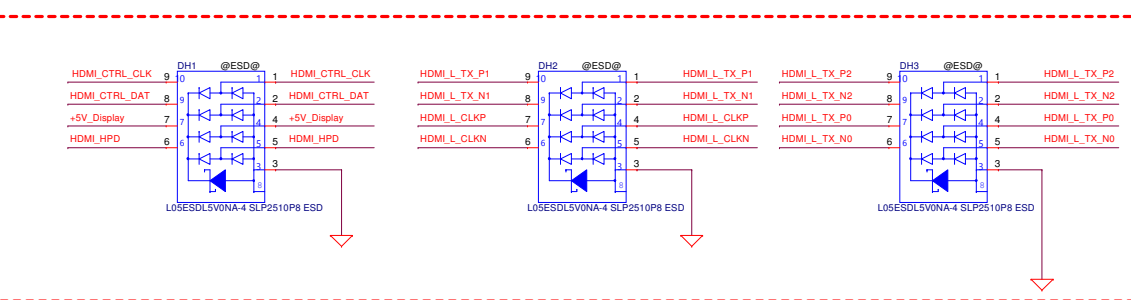 DH1 @ESD@ DH2 @ESD@ DH3 @ESD@
HDMI_CTRL_CLK 9 10 1 1 HDMI_CTRL_CLK HDMI_L_TX_P1 9 10 1 1 HDMI_L_TX_P1 HDMI_L_TX_P2 9 10 1 1 HDMI_L_TX_P2
HDMI_CTRL_DAT 8 9 2 2 HDMI_CTRL_DAT HDMI_L_TX_N1 8 9 2 2 HDMI_L_TX_N1 HDMI_L_TX_N2 8 9 2 2 HDMI_L_TX_N2
+5V_Display 7 7 4 4 +5V_Display HDMI_L_CLKP 7 7 4 4 HDMI_L_CLKP HDMI_L_TX_P0 7 7 4 4 HDMI_L_TX_P0
HDMI_HPD 6 6 5 5 HDMI_HPD HDMI_L_CLKN 6 6 5 5 HDMI_L_CLKN HDMI_L_TX_N0 6 6 5 5 HDMI_L_TX_N0
3 3 3 3 3 3
8 8 8
L05ESDL5V0NA-4 SLP2510P8 ESD L05ESDL5V0NA-4 SLP2510P8 ESD L05ESDL5V0NA-4 SLP2510P8 ESD